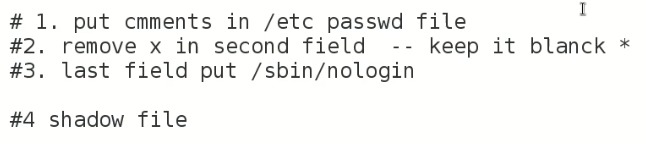 # 1. put cmments in /etc passwd file
#2. remove x in second field  -- keep it blanck *
#3. last field put /sbin/nologin
#4 shadow file